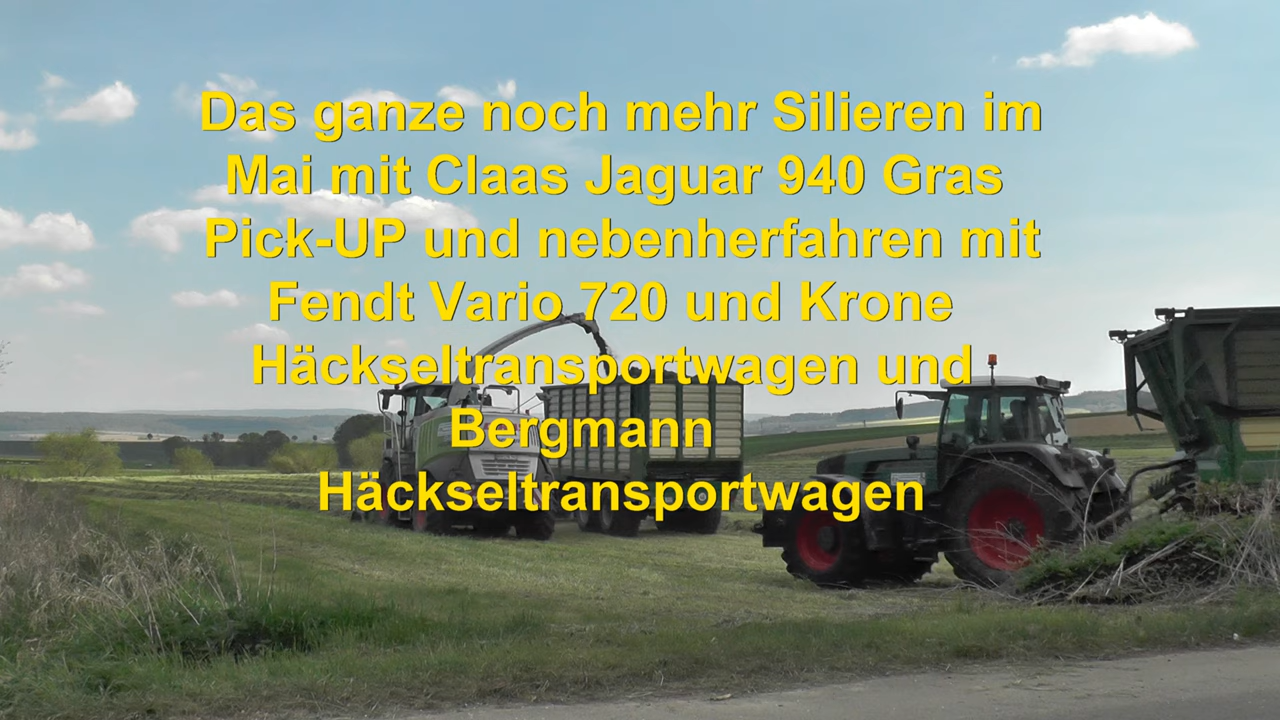 Das ganze noch mehr Silieren im
Mai mit Claas Jaguar 940 Gras
Pick-UP und nebenherfahren mit
Fendt Vario 720 und Krone
Häckseltransportwagen und
Bergmann
Häckseltransportwagen